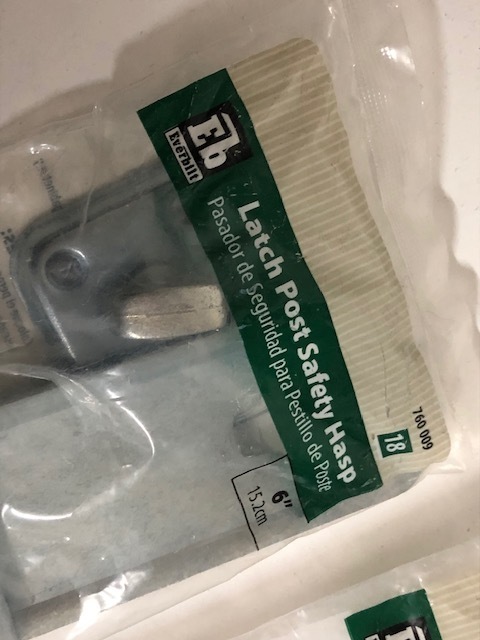 Eb
Everbilt
Latch Post Safety Hasp
Pasador de Seguridad para Pestillo de Poste
6"
15.2cm
18
760 009
Eb